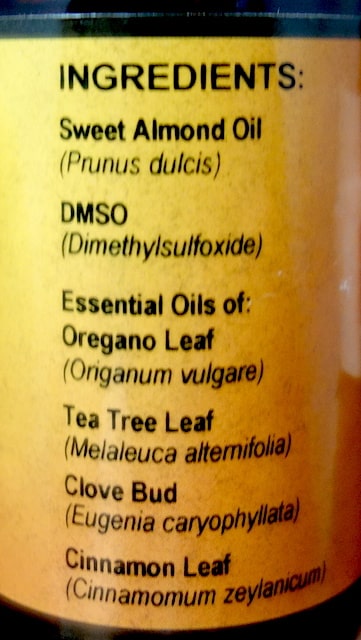 INGREDIENTS:
Sweet Almond Oil
(Prunus dulcis)
DMSO
(Dimethylsulfoxide)
Essential Oils of:
Oregano Leaf
(Origanum vulgare)
Tea Tree Leaf
(Melaleuca alternifolia)
Clove Bud
(Eugenia caryophyllata)
Cinnamon Leaf
(Cinnamomum zeylanicum)